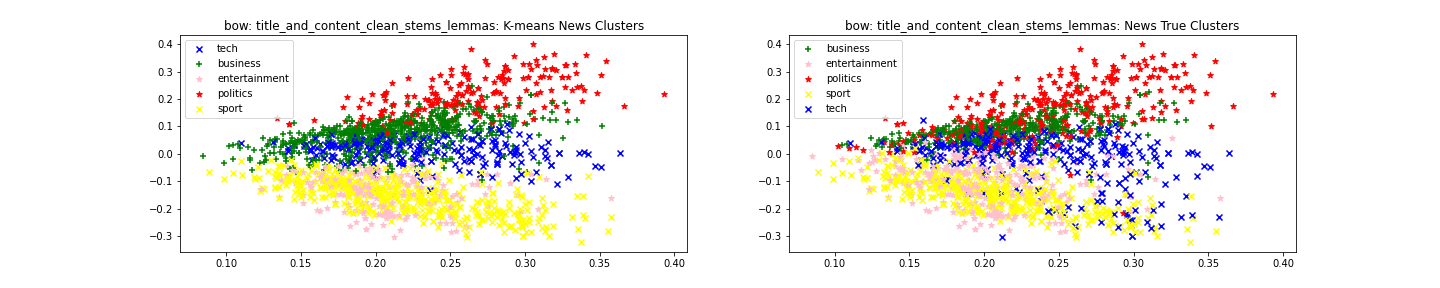 bow: title_and_content_clean_stems_lemmas: K-means News Clusters
tech
business
entertainment
politics
sport
0.4
0.3
0.2
0.1
0.0
−0.1
−0.2
−0.3
0.10 0.15 0.20 0.25 0.30 0.35 0.40
bow: title_and_content_clean_stems_lemmas: News True Clusters
business
entertainment
politics
sport
tech
0.4
0.3
0.2
0.1
0.0
−0.1
−0.2
−0.3
0.10 0.15 0.20 0.25 0.30 0.35 0.40